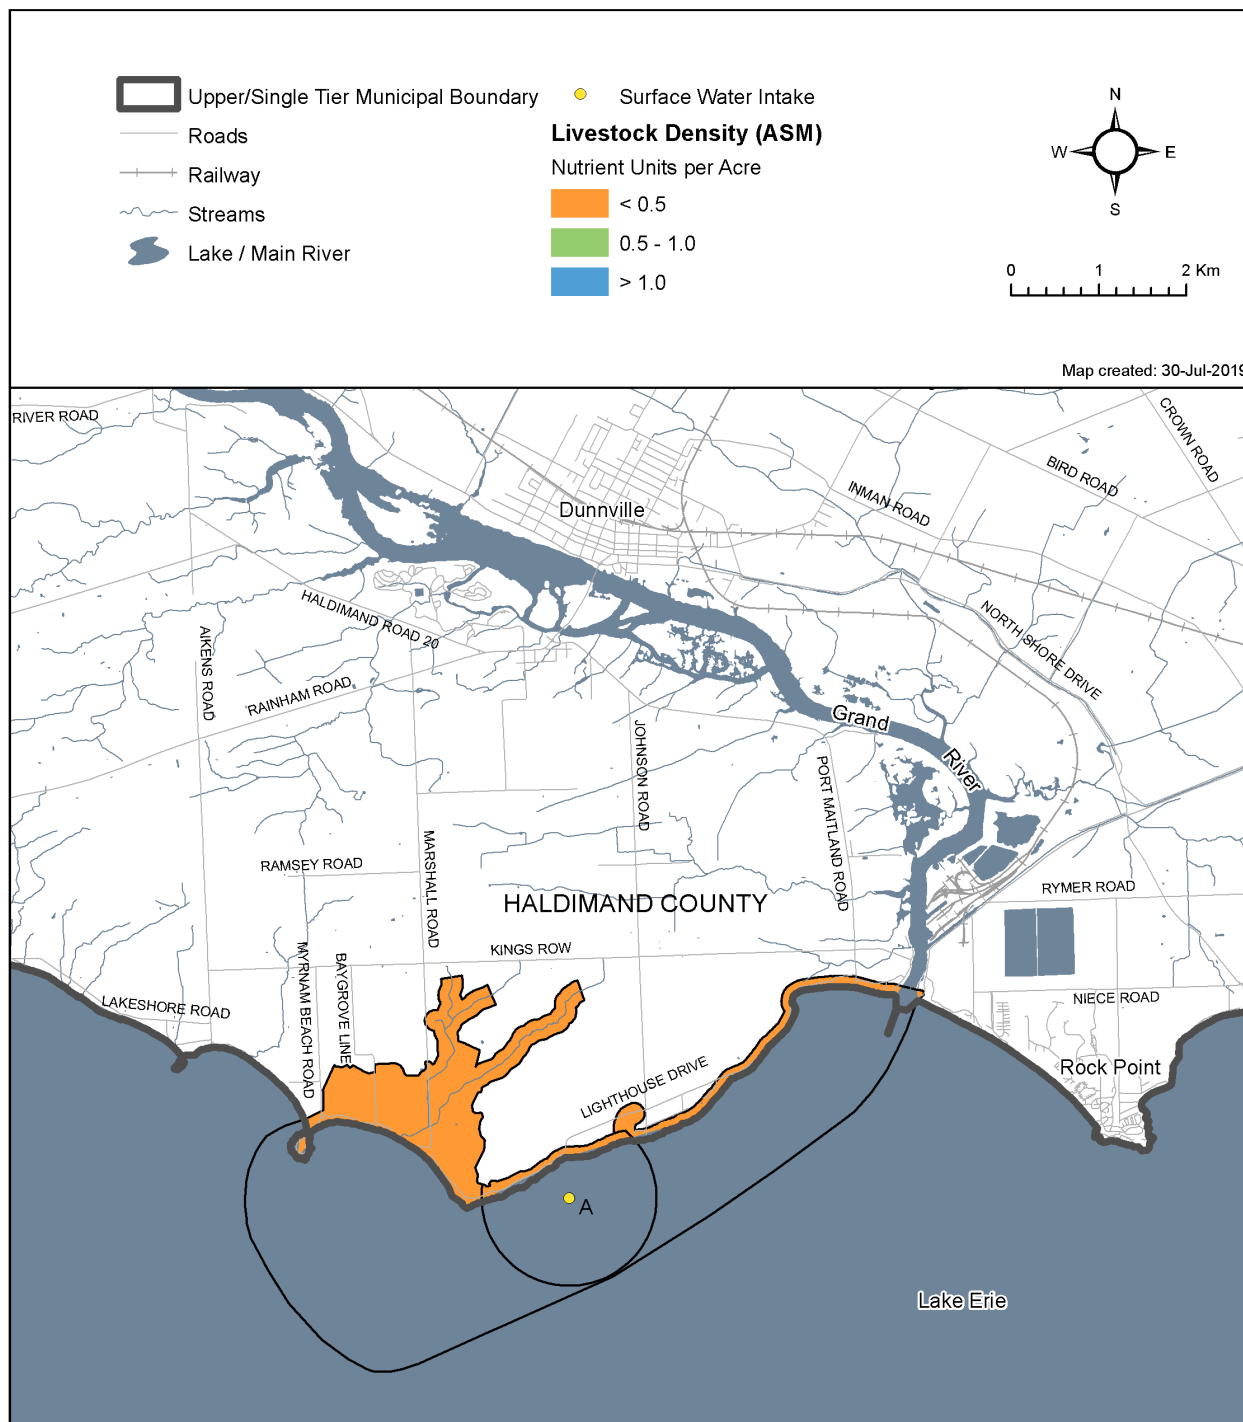 Upper/Single Tier Municipal Boundary
Roads
Railway
Streams
Lake / Main River
Surface Water Intake
Livestock Density (ASM)
Nutrient Units per Acre
< 0.5
0.5 - 1.0
> 1.0
N
W E
S
0 1 2 Km
Map created: 30-Jul-2019
RIVER ROAD
CROWN ROAD
BIRD ROAD
INMAN ROAD
Dunnville
HALDIMAND ROAD 20
NORTH SHORE DRIVE
AIKENS ROAD
RAINHAM ROAD
Grand
River
JOHNSON ROAD
PORT MAITLAND ROAD
MARSHALL ROAD
RAMSEY ROAD
RYMER ROAD
HALDIMAND COUNTY
KINGS ROW
MYRNAM BEACH ROAD
BAYGROVE LINE
LAKESHORE ROAD
NIECE ROAD
Rock Point
LIGHTHOUSE DRIVE
A
Lake Erie